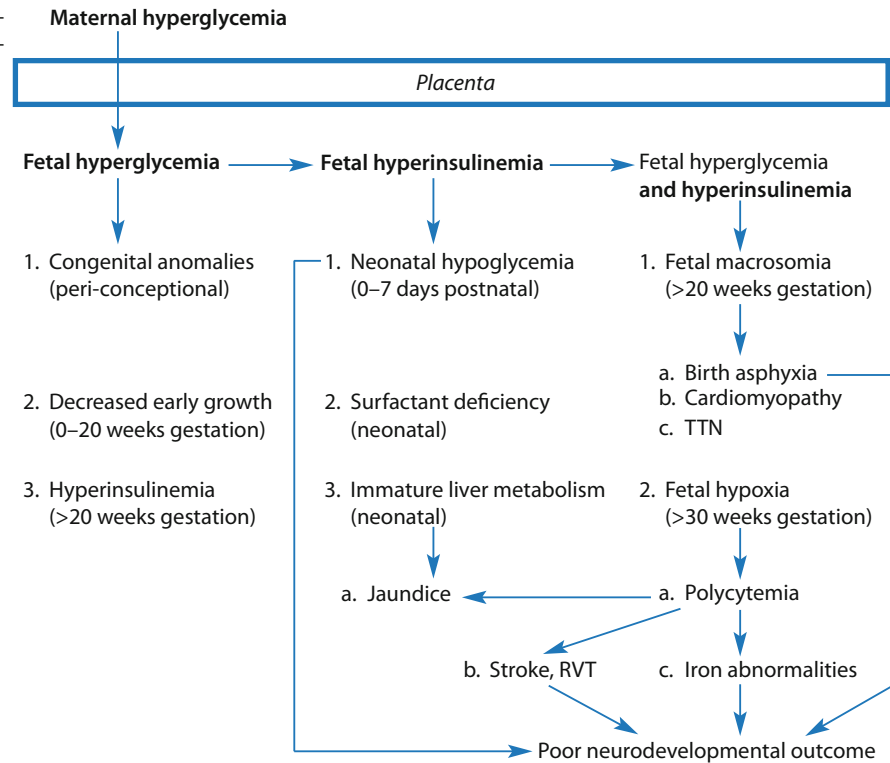 Maternal hyperglycemia
Placenta
Fetal hyperglycemia
Fetal hyperinsulinemia
Fetal hyperglycemia
and hyperinsulinemia
1. Congenital anomalies
(peri-conceptional)
1. Neonatal hypoglycemia
(0–7 days postnatal)
1. Fetal macrosomia
(>20 weeks gestation)
a. Birth asphyxia
b. Cardiomyopathy
c. TTN
2. Decreased early growth
(0–20 weeks gestation)
2. Surfactant deficiency
(neonatal)
3. Hyperinsulinemia
(>20 weeks gestation)
3. Immature liver metabolism
(neonatal)
2. Fetal hypoxia
(>30 weeks gestation)
a. Jaundice
a. Polycytemia
b. Stroke, RVT
c. Iron abnormalities
Poor neurodevelopmental outcome